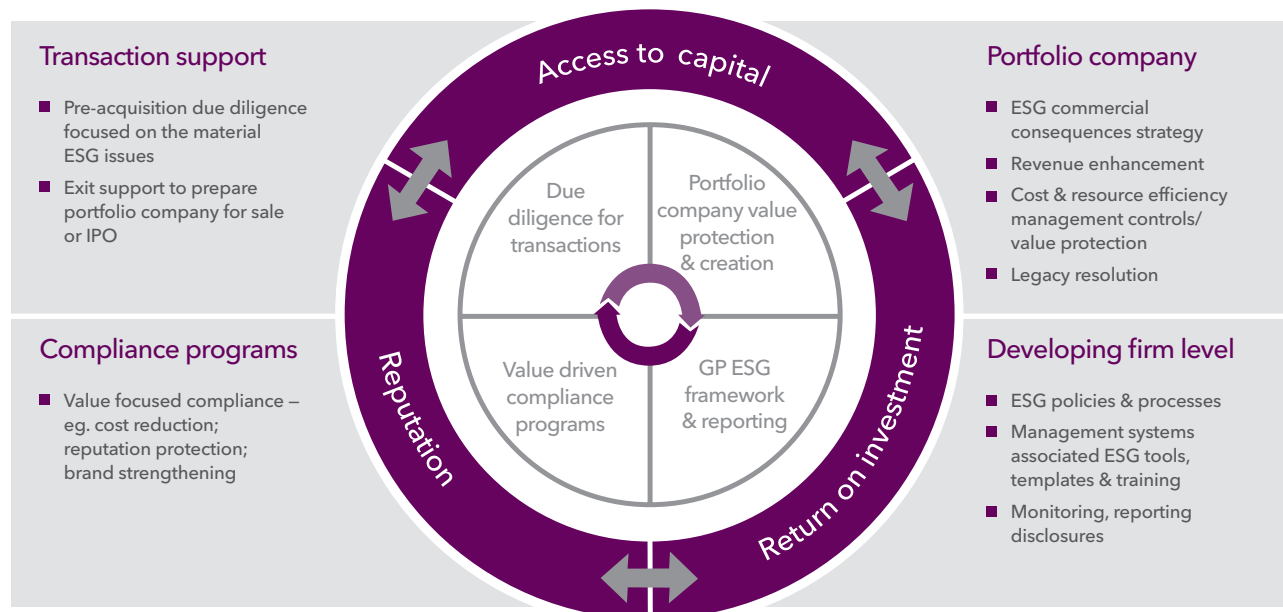 Transaction support
Pre-acquisition due diligence
focused on the material
ESG issues
Exit support to prepare
portfolio company for sale
or IPO
Compliance programs
Value focused compliance –
eg. cost reduction;
reputation protection;
brand strengthening
Access to capital
Reputation
Return on investment
Due
diligence for
transactions
Portfolio
company value
protection
& creation
Value driven
compliance
programs
GP ESG
framework
& reporting
Portfolio company
ESG commercial
consequences strategy
Revenue enhancement
Cost & resource efficiency
management controls/
value protection
Legacy resolution
Developing firm level
ESG policies & processes
Management systems
associated ESG tools,
templates & training
Monitoring, reporting
disclosures